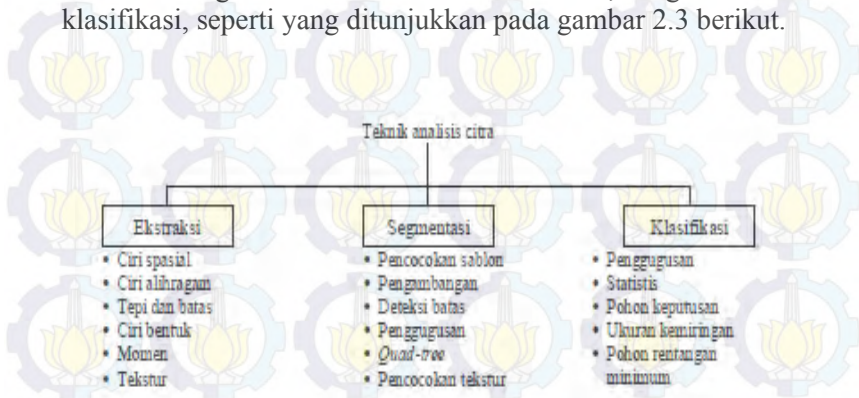 klasifikasi, seperti yang ditunjukkan pada gambar 2.3 berikut.
Teknik analisis citra
Ekstraksi
• Ciri spasial
• Ciri alihragam
• Tepi dan batas
• Ciri bentuk
• Momen
• Tekstur
Segmentasi
• Pencocokan sablon
• Pengambangan
• Deteksi batas
• Penggugusan
• Quad-tree
• Pencocokan tekstur
Klasifikasi
• Penggugusan
• Statistis
• Pohon keputusan
• Ukuran kemiringan
• Pohon rentangan
minimum